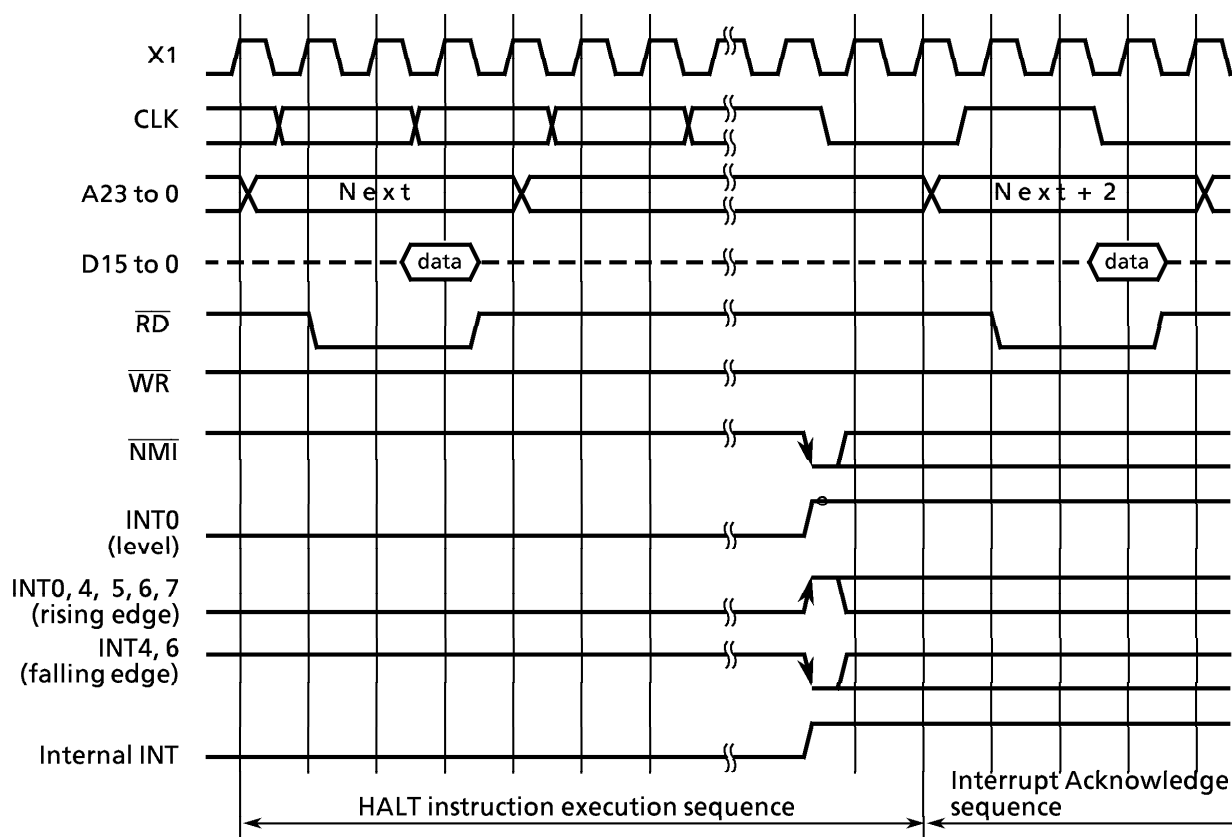 X1
CLK
A23 to 0
Next
Next + 2
D15 to 0
data
data
RD
WR
NMI
INT0
(level)
INT0, 4, 5, 6, 7
(rising edge)
INT4, 6
(falling edge)
Internal INT
HALT instruction execution sequence
Interrupt Acknowledge
sequence